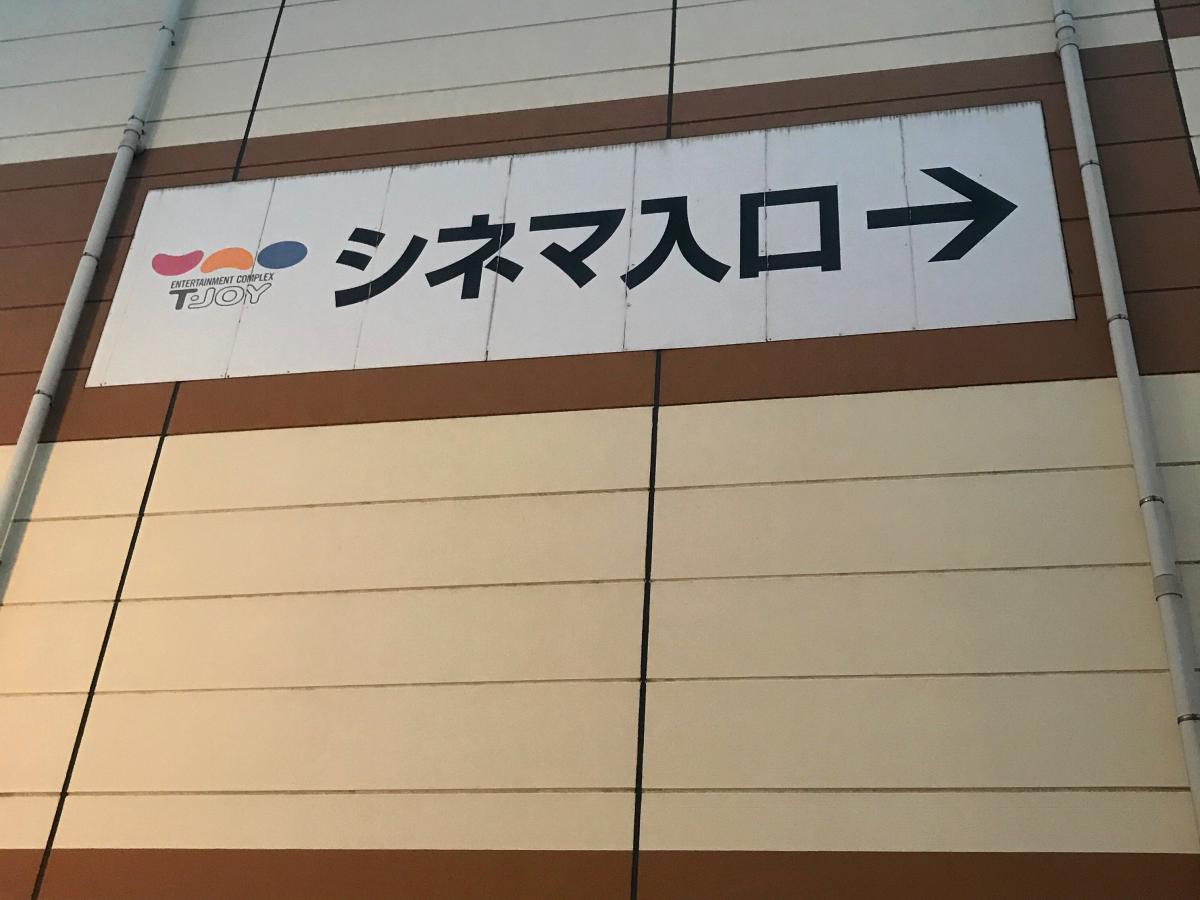 ENTERTAINMENT COMPLEX
T·JOY
シネマ入口→